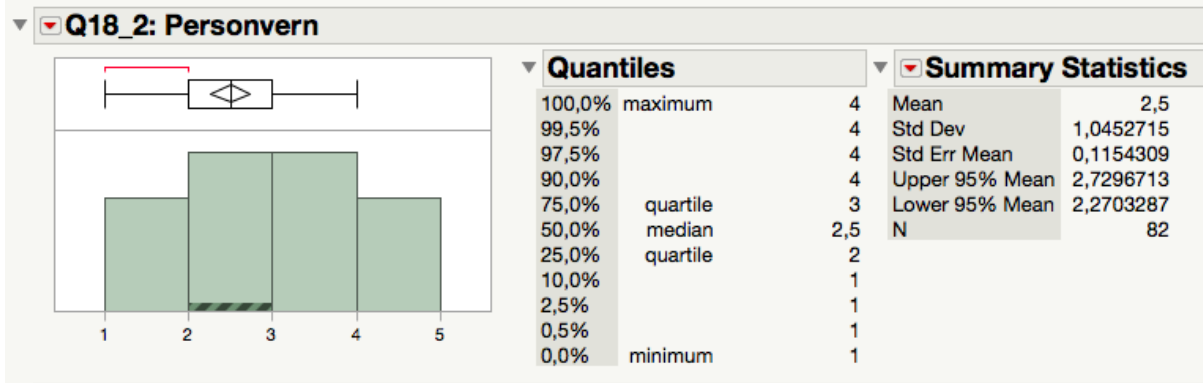 Q18_2: Personvern
1 2 3 4 5
Quantiles
100,0% maximum 4
99,5% 4
97,5% 4
90,0% 4
75,0% quartile 3
50,0% median 2,5
25,0% quartile 2
10,0% 1
2,5% 1
0,5% 1
0,0% minimum 1
Summary Statistics
Mean 2,5
Std Dev 1,0452715
Std Err Mean 0,1154309
Upper 95% Mean 2,7296713
Lower 95% Mean 2,2703287
N 82